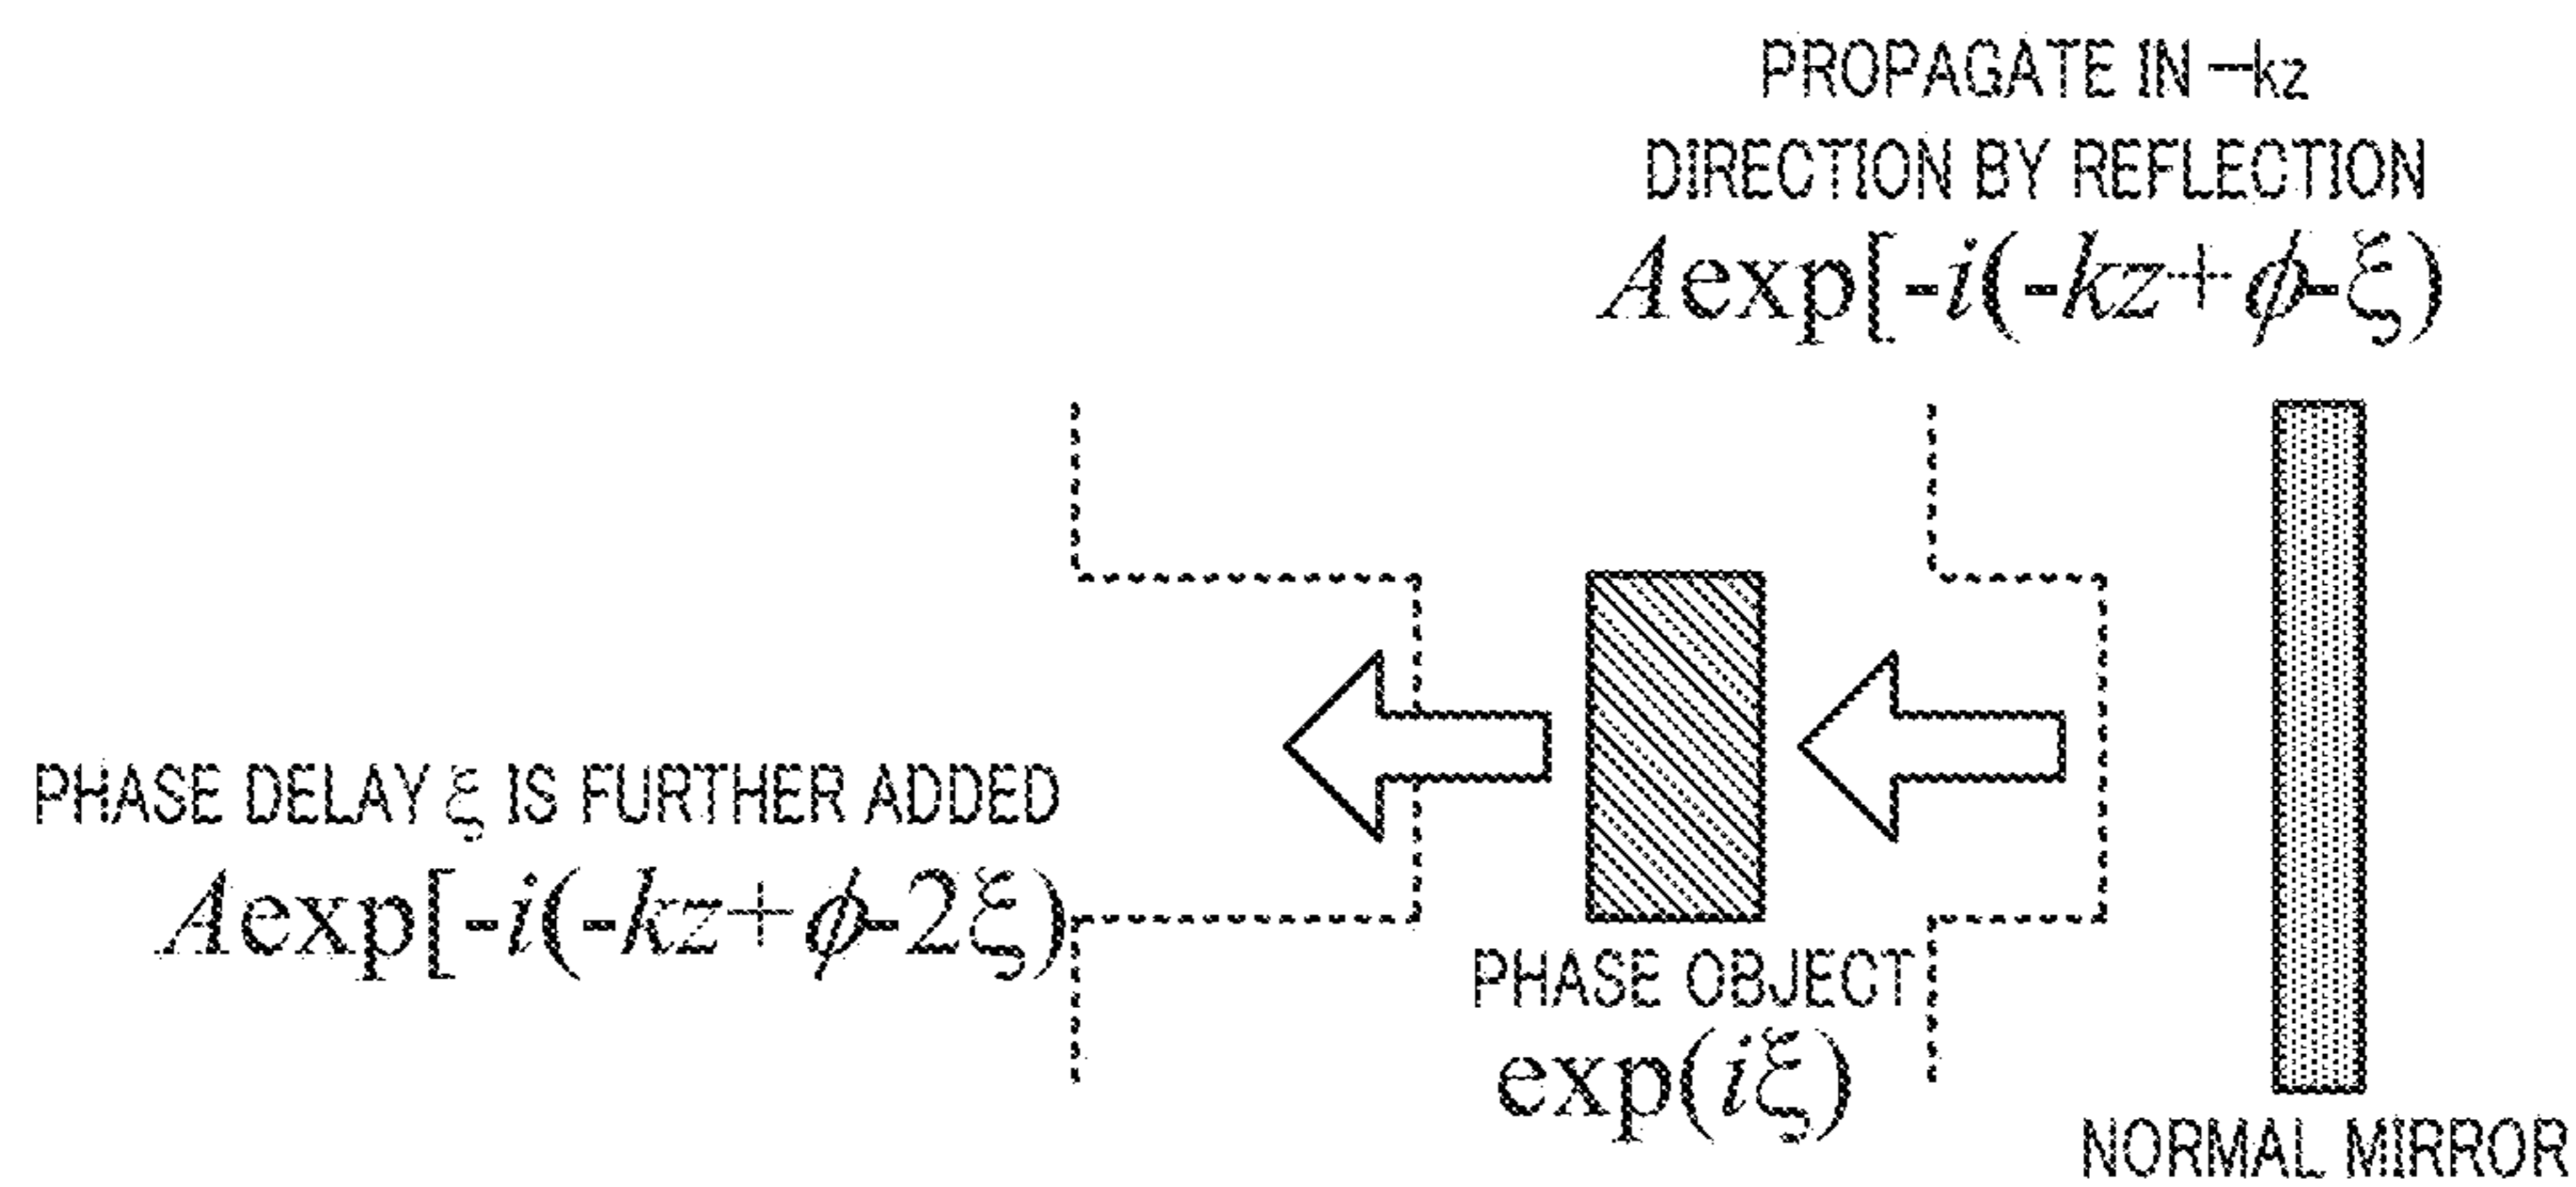 PROPAGATE IN -kz
DIRECTION BY REFLECTION
Aexp[-i(-kz+ϕ-ξ)
PHASE DELAY ξ IS FURTHER ADDED
Aexp[-i(-kz+ϕ-2ξ)
PHASE OBJECT
exp(iξ)
NORMAL MIRROR